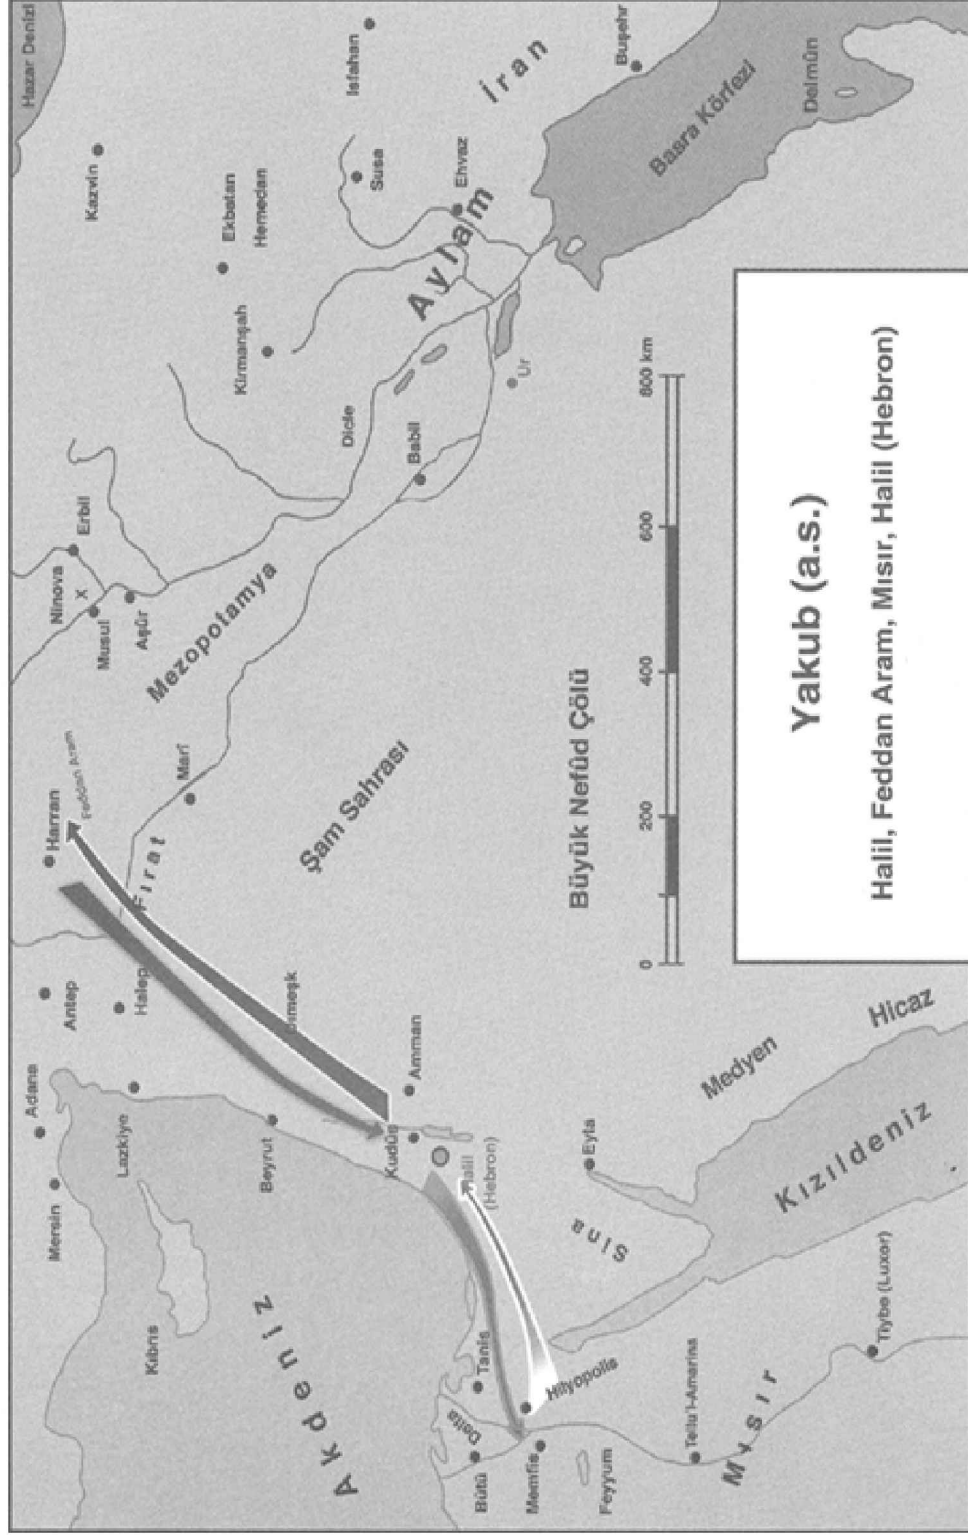 Hazar Denizi
Kazvin
Isfahan
İran
Buşehr
Basra Körfezi
Delmûn
Ekbatan
Hemedan
Susa
Ehvaz
Aylam
Kirmanşah
Ur
Dicle
Babil
Erbil
Ninova
X
Musul
Aşûr
Mezopotamya
Marî
Harran
Feddan Aram
Fırat
Şam Sahrası
Büyük Nefûd Çölü
Antep
Halep
Dımeşk
Adana
Mersin
Lazkiye
Beyrut
Kıbrıs
Akdeniz
Amman
Kudüs
Halil
(Hebron)
Eyla
Sina
Medyen
Hicaz
Kızıldeniz
Tanis
Delta
Bûtû
Hilyopolis
Memfis
Feyyum
Tellu'l-Amarina
Mısır
Tiybe (Luxor)
0 200 400 600 800 km
Yakub (a.s.)
Halil, Feddan Aram, Mısır, Halil (Hebron)